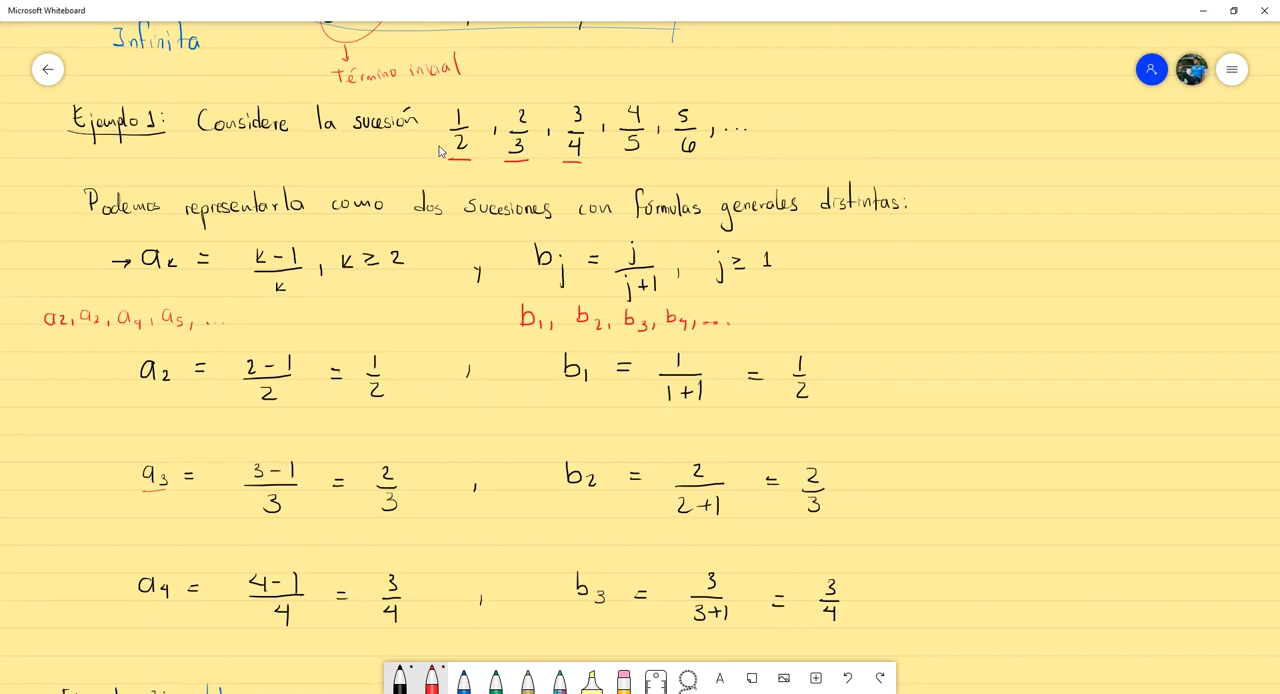 Microsoft Whiteboard
Infinita
término inicial
Ejemplo 1: Considere la sucesión 1/2, 2/3, 3/4, 4/5, 5/6, ...
Podemos representarla como dos sucesiones con fórmulas generales distintas:
→ a_k = (k-1)/k, k ≥ 2 y b_j = j/(j+1), j ≥ 1
a_2, a_3, a_4, a_5, ... b_1, b_2, b_3, b_4, ...
a_2 = (2-1)/2 = 1/2, b_1 = 1/(1+1) = 1/2
a_3 = (3-1)/3 = 2/3, b_2 = 2/(2+1) = 2/3
a_4 = (4-1)/4 = 3/4, b_3 = 3/(3+1) = 3/4